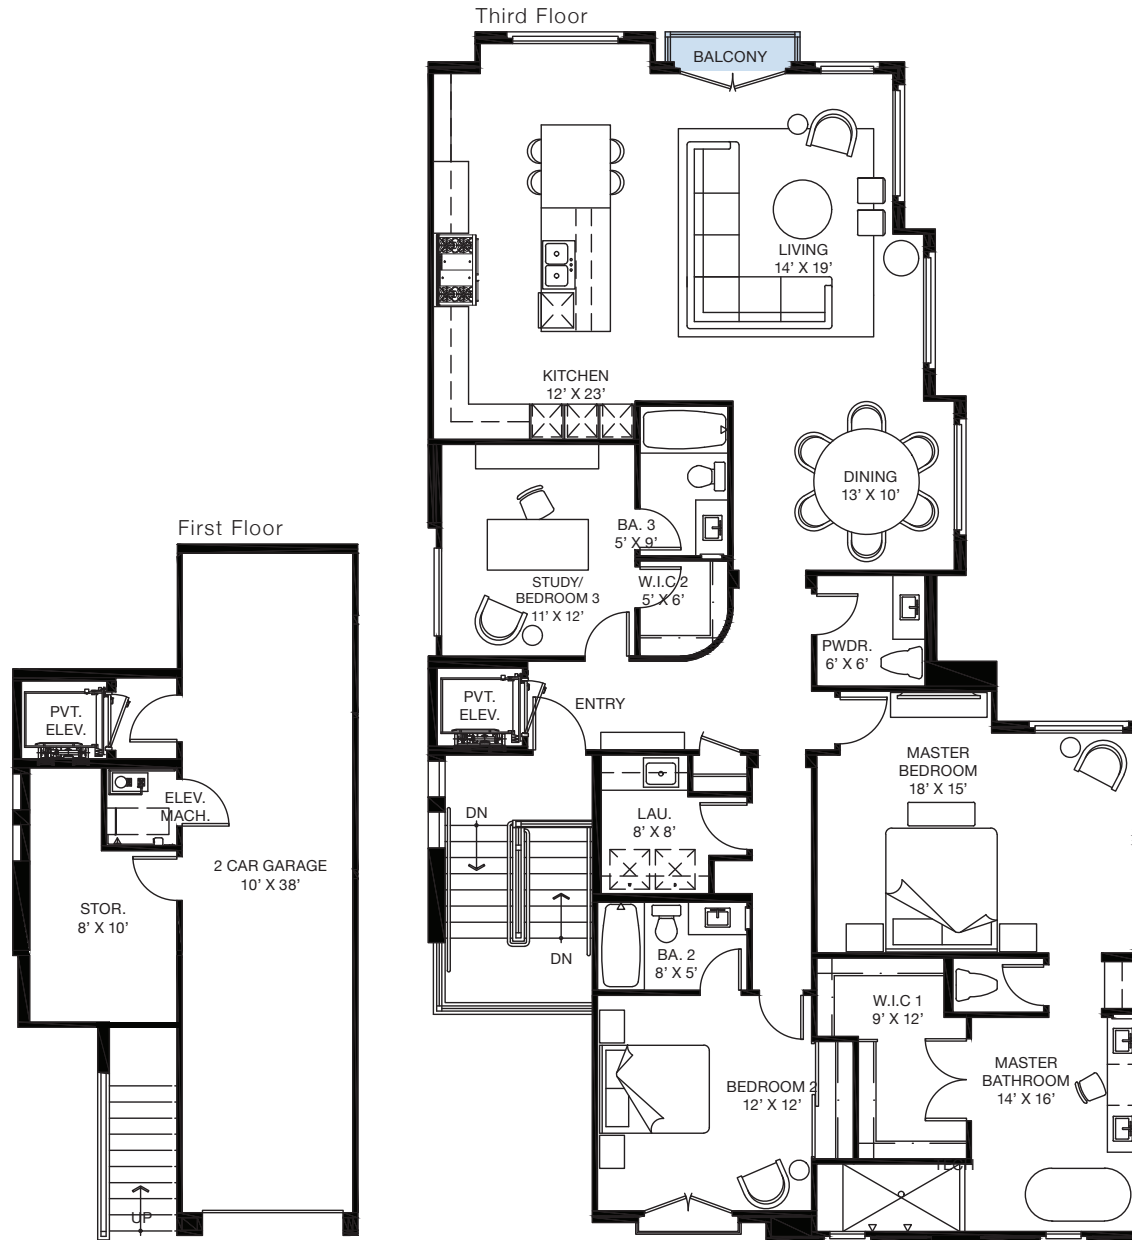 Third Floor
BALCONY
LIVING
14’ X 19’
KITCHEN
12’ X 23’
DINING
13’ X 10’
BA. 3
5’ X 9’
STUDY/
BEDROOM 3
11’ X 12’
W.I.C 2
5’ X 6’
PWDR.
6’ X 6’
PVT.
ELEV.
ENTRY
MASTER
BEDROOM
18’ X 15’
DN
LAU.
8’ X 8’
DN
BA. 2
8’ X 5’
W.I.C 1
9’ X 12’
MASTER
BATHROOM
14’ X 16’
BEDROOM 2
12’ X 12’
First Floor
PVT.
ELEV.
ELEV.
MACH.
2 CAR GARAGE
10’ X 38’
STOR.
8’ X 10’
UP